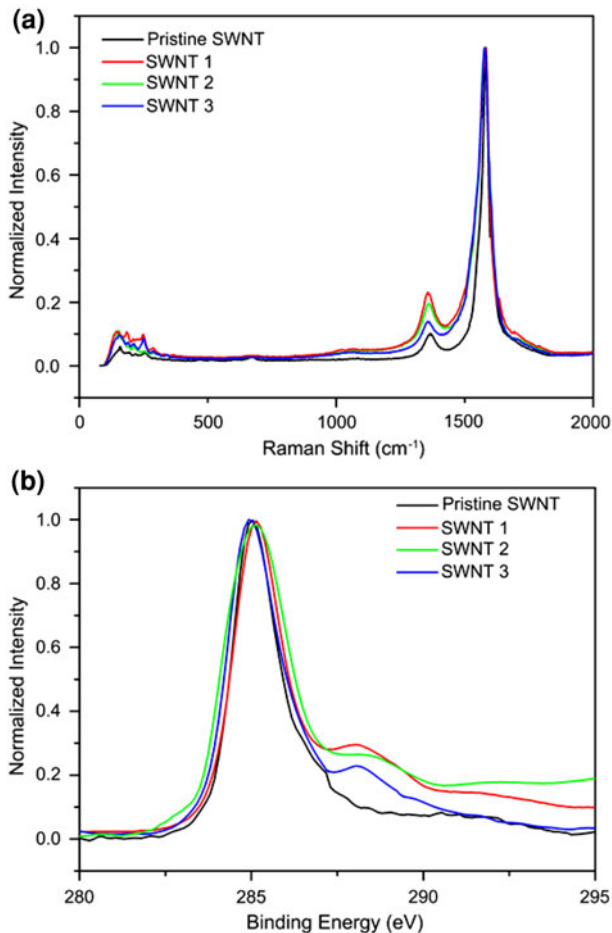 (a)
Pristine SWNT
SWNT 1
SWNT 2
SWNT 3
Normalized Intensity
1.0
0.8
0.6
0.4
0.2
0.0
0 500 1000 1500 2000
Raman Shift (cm⁻¹)
(b)
Pristine SWNT
SWNT 1
SWNT 2
SWNT 3
Normalized Intensity
1.0
0.8
0.6
0.4
0.2
0.0
280 285 290 295
Binding Energy (eV)